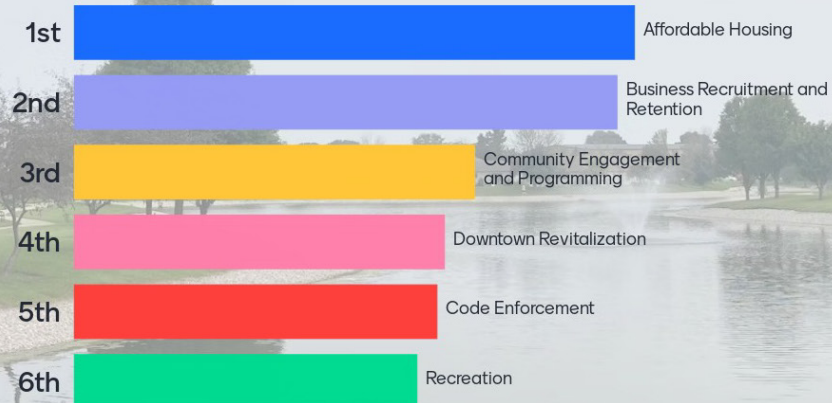 1st
Affordable Housing
2nd
Business Recruitment and
Retention
3rd
Community Engagement
and Programming
4th
Downtown Revitalization
5th
Code Enforcement
6th
Recreation